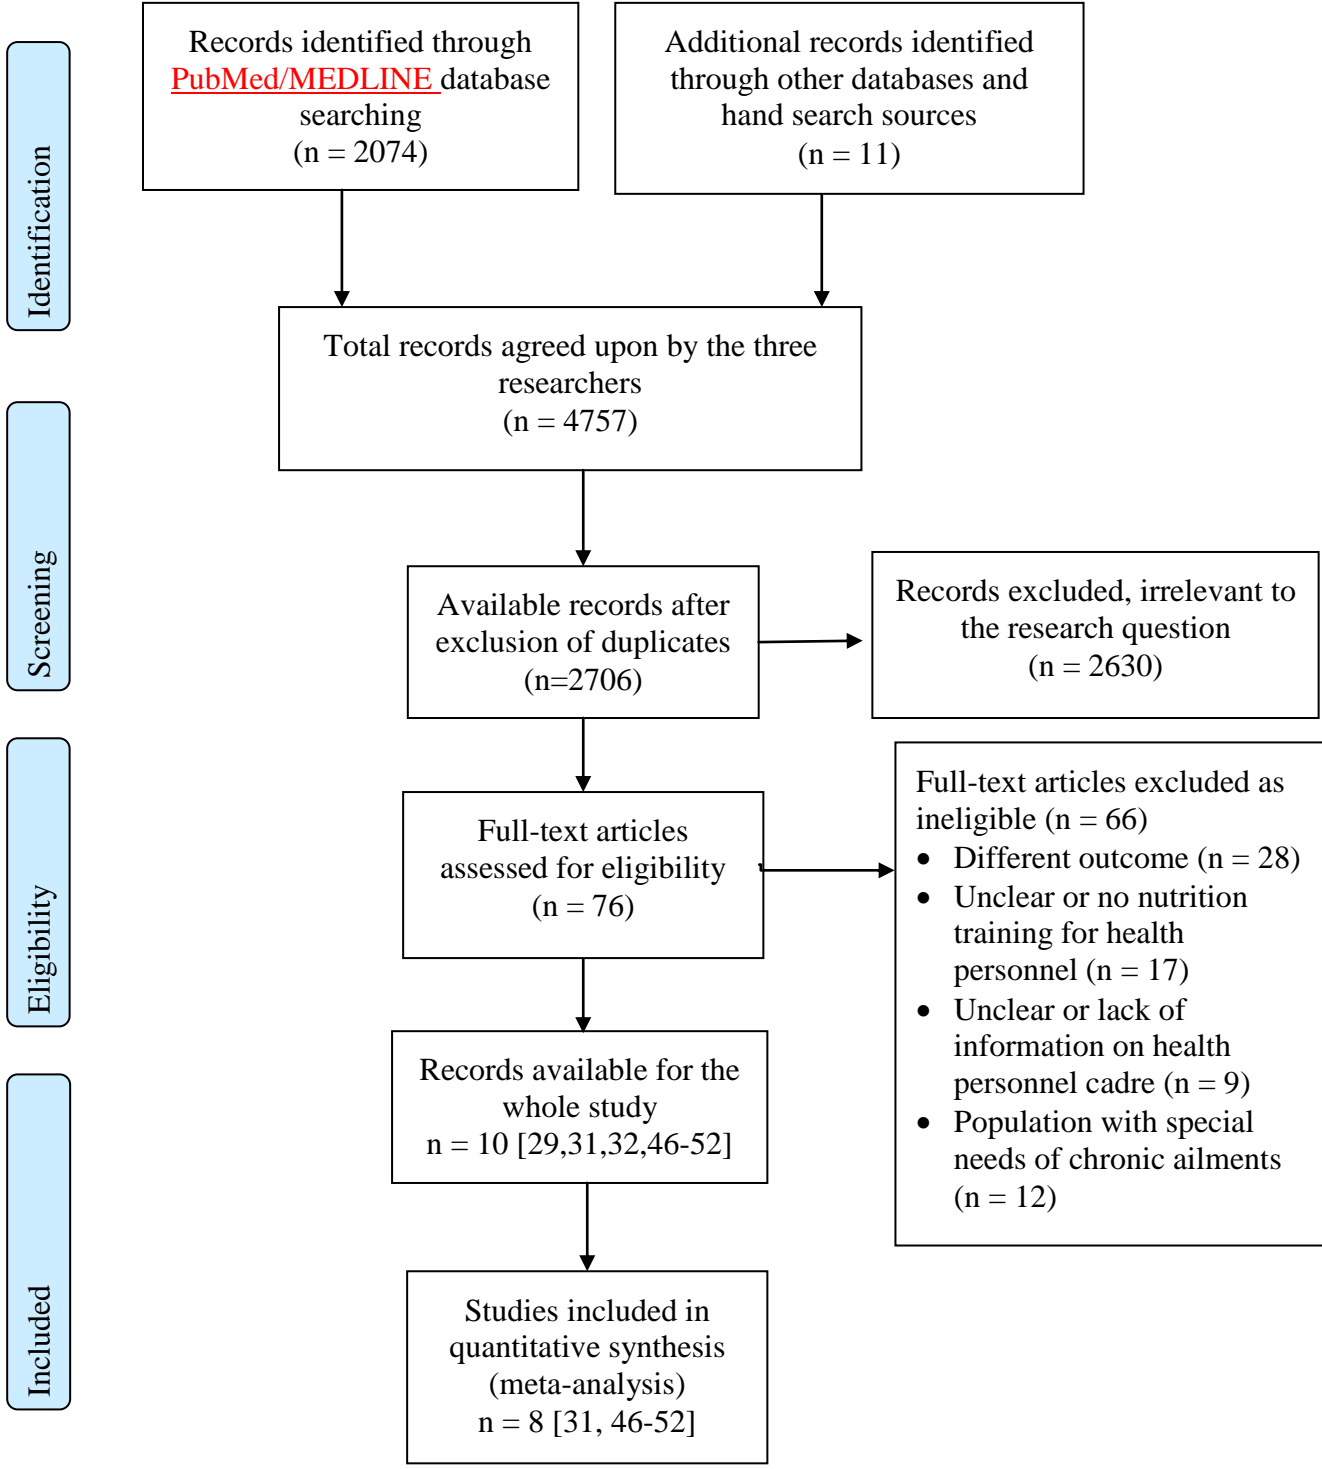 Identification
Records identified through
PubMed/MEDLINE database
searching
(n = 2074)
Additional records identified
through other databases and
hand search sources
(n = 11)
Total records agreed upon by the three
researchers
(n = 4757)
Screening
Available records after
exclusion of duplicates
(n=2706)
Records excluded, irrelevant to
the research question
(n = 2630)
Eligibility
Full-text articles
assessed for eligibility
(n = 76)
Full-text articles excluded as
ineligible (n = 66)
• Different outcome (n = 28)
• Unclear or no nutrition
training for health
personnel (n = 17)
• Unclear or lack of
information on health
personnel cadre (n = 9)
• Population with special
needs of chronic ailments
(n = 12)
Records available for the
whole study
n = 10 [29,31,32,46-52]
Included
Studies included in
quantitative synthesis
(meta-analysis)
n = 8 [31, 46-52]